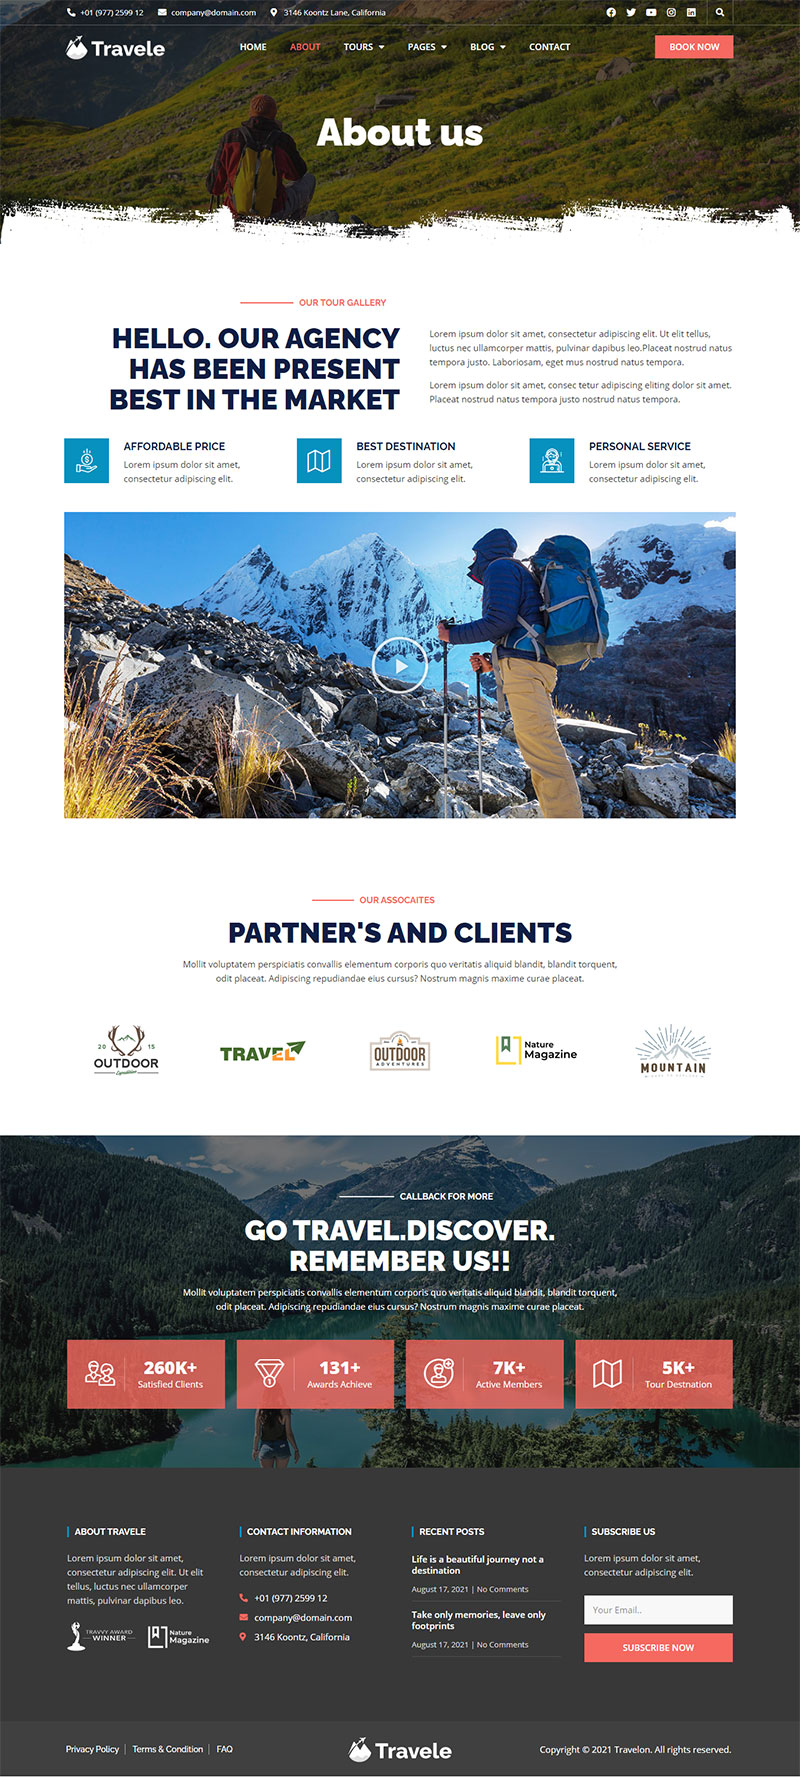 +01 (977) 2599 12 company@domain.com 3146 Koontz Lane, California
Travele HOME ABOUT TOURS PAGES BLOG CONTACT BOOK NOW
About us
OUR TOUR GALLERY
HELLO. OUR AGENCY
HAS BEEN PRESENT
BEST IN THE MARKET
Lorem ipsum dolor sit amet, consectetur adipiscing elit. Ut elit tellus,
luctus nec ullamcorper mattis, pulvinar dapibus leo.Placeat nostrud natus
tempora justo. Laboriosam, eget mus nostrud natus tempora.
Lorem ipsum dolor sit amet, consec tetur adipiscing eliting dolor sit amet.
Placeat nostrud natus tempora justo nostrud natus tempora.
AFFORDABLE PRICE
Lorem ipsum dolor sit amet,
consectetur adipiscing elit.
BEST DESTINATION
Lorem ipsum dolor sit amet,
consectetur adipiscing elit.
PERSONAL SERVICE
Lorem ipsum dolor sit amet,
consectetur adipiscing elit.
OUR ASSOCAITES
PARTNER'S AND CLIENTS
Mollit voluptatem perspiciatis convallis elementum corporis quo veritatis aliquid blandit, blandit torquent,
odit placeat. Adipiscing repudiandae eius cursus? Nostrum magnis maxime curae placeat.
20 15
OUTDOOR
Expedition
TRAVEL
OUTDOOR
ADVENTURES
Nature
Magazine
MOUNTAIN
CALLBACK FOR MORE
GO TRAVEL.DISCOVER.
REMEMBER US!!
Mollit voluptatem perspiciatis convallis elementum corporis quo veritatis aliquid blandit, blandit torquent,
odit placeat. Adipiscing repudiandae eius cursus? Nostrum magnis maxime curae placeat.
260K+
Satisfied Clients
131+
Awards Achieve
7K+
Active Members
5K+
Tour Destnation
ABOUT TRAVELE
Lorem ipsum dolor sit amet,
consectetur adipiscing elit. Ut elit
tellus, luctus nec ullamcorper
mattis, pulvinar dapibus leo.
TRAVVY AWARD
WINNER
Nature
Magazine
CONTACT INFORMATION
Lorem ipsum dolor sit amet,
consectetur adipiscing elit.
+01 (977) 2599 12
company@domain.com
3146 Koontz, California
RECENT POSTS
Life is a beautiful journey not a
destination
August 17, 2021 | No Comments
Take only memories, leave only
footprints
August 17, 2021 | No Comments
SUBSCRIBE US
Lorem ipsum dolor sit amet,
consectetur adipiscing elit.
Your Email..
SUBSCRIBE NOW
Privacy Policy | Terms & Condition | FAQ
Travele
Copyright © 2021 Travelon. All rights reserved.